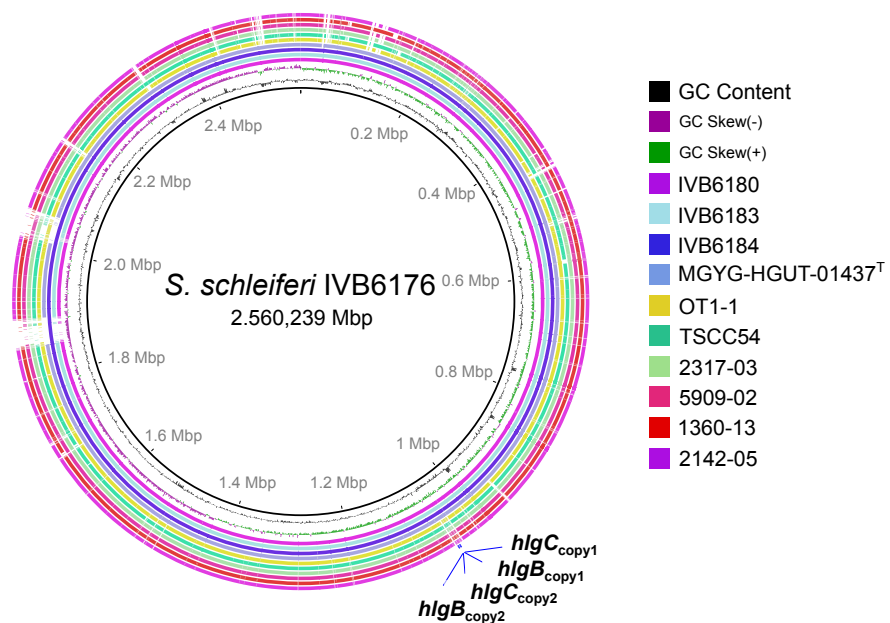 2.4 Mbp
0.2 Mbp
2.2 Mbp
0.4 Mbp
2.0 Mbp
0.6 Mbp
S. schleiferi IVB6176
2.560,239 Mbp
1.8 Mbp
0.8 Mbp
1.6 Mbp
1 Mbp
1.4 Mbp
1.2 Mbp
hlgCcopy1
hlgBcopy1
hlgCcopy2
hlgBcopy2
GC Content
GC Skew(-)
GC Skew(+)
IVB6180
IVB6183
IVB6184
MGYG-HGUT-01437T
OT1-1
TSCC54
2317-03
5909-02
1360-13
2142-05